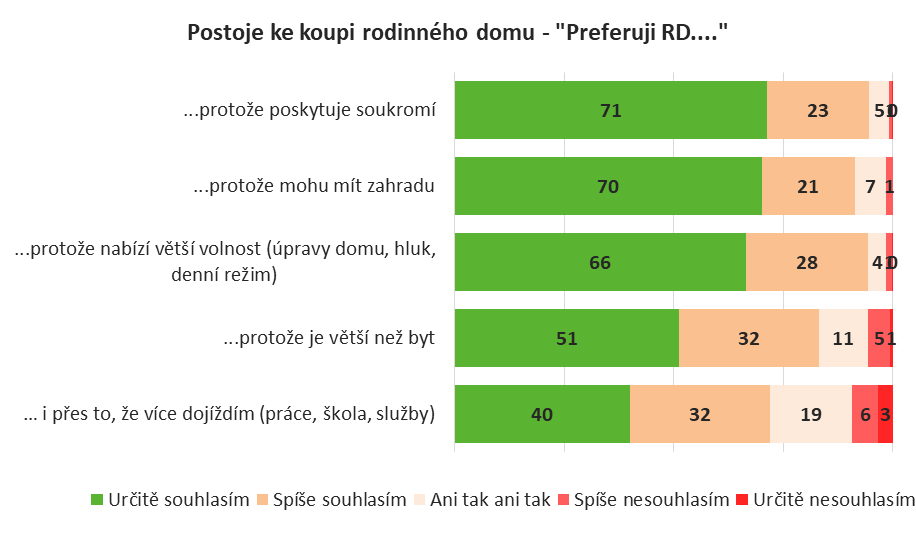 Postoje ke koupi rodinného domu - "Preferuji RD...."
...protože poskytuje soukromí 71 23 5 1 0
...protože mohu mít zahradu 70 21 7 1
...protože nabízí větší volnost (úpravy domu, hluk,
denní režim) 66 28 4 1 0
...protože je větší než byt 51 32 11 5 1
... i přes to, že více dojíždím (práce, škola, služby) 40 32 19 6 3
Určitě souhlasím Spíše souhlasím Ani tak ani tak Spíše nesouhlasím Určitě nesouhlasím